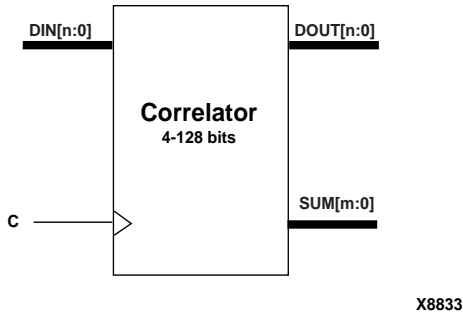 DIN[n:0]
DOUT[n:0]
Correlator
4-128 bits
SUM[m:0]
C
X8833